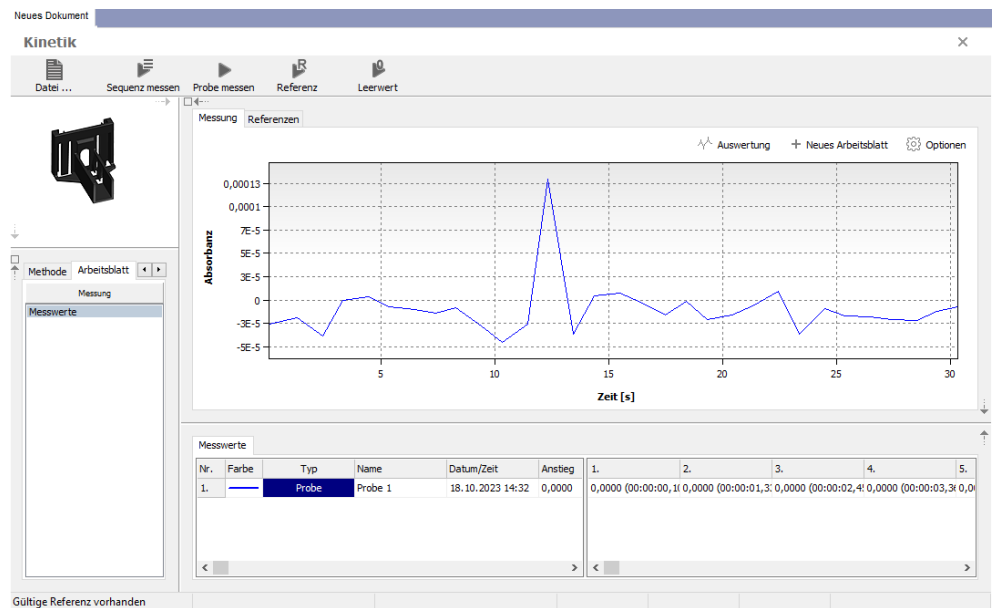 Neues Dokument
Kinetik
Datei ... Sequenz messen Probe messen Referenz Leerwert
Messung Referenzen
Auswertung Neues Arbeitsblatt Optionen
0,00013
0,0001
7E-5
5E-5
3E-5
0
-3E-5
-5E-5
Absorbanz
5 10 15 20 25 30
Zeit [s]
Methode Arbeitsblatt
Messung
Messwerte
Messwerte
Nr. Farbe Typ Name Datum/Zeit Anstieg 1. 2. 3. 4. 5.
1. Probe Probe 1 18.10.2023 14:32 0,0000 0,0000 (00:00:00,1 0,0000 (00:00:01,3 0,0000 (00:00:02,4 0,0000 (00:00:03,3 0,0
Gültige Referenz vorhanden